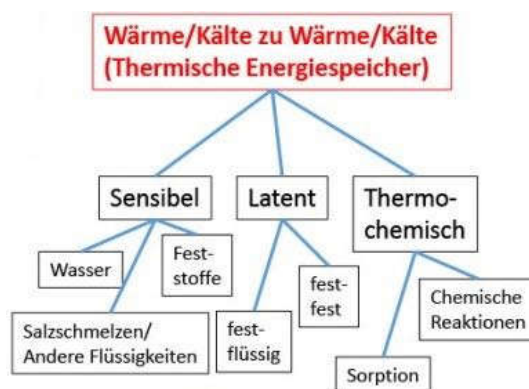 Wärme/Kälte zu Wärme/Kälte
(Thermische Energiespeicher)
Sensibel
Latent
Thermo-
chemisch
Wasser
Fest-
stoffe
Salzschmelzen/
Andere Flüssigkeiten
fest-
flüssig
fest-
fest
Chemische
Reaktionen
Sorption